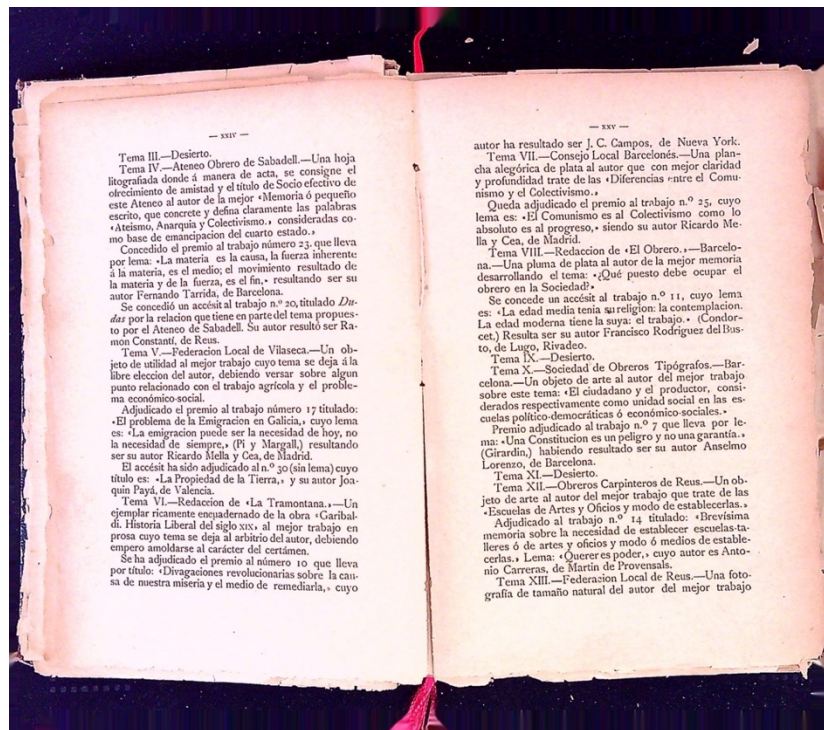 — XXIV —
Tema III.—Desierto.
Tema IV.—Ateneo Obrero de Sabadell.—Una hoja
litografiada donde á manera de acta, se consigne el
ofrecimiento de amistad y el título de Socio efectivo de
este Ateneo al autor de la mejor «Memoria ó pequeño
escrito, que concrete y defina claramente las palabras
«Ateismo, Anarquia y Colectivismo.» consideradas co-
mo base de emancipacion del cuarto estado.»
Concedido el premio al trabajo número 23. que lleva
por lema: «La materia es la causa, la fuerza inherente
á la materia, es el medio; el movimiento resultado de
la materia y de la fuerza, es el fin,» resultando ser su
autor Fernando Tarrida, de Barcelona.
Se concedió un accésit al trabajo n.º 20, titulado Du-
das por la relacion que tiene en parte del tema propues-
to por el Ateneo de Sabadell. Su autor resultó ser Ra-
mon Constantí, de Reus.
Tema V.—Federacion Local de Vilaseca.—Un ob-
jeto de utilidad al mejor trabajo cuyo tema se deja á la
libre eleccion del autor, debiendo versar sobre algun
punto relacionado con el trabajo agrícola y el proble-
ma económico-social.
Adjudicado el premio al trabajo número 17 titulado:
«El problema de la Emigracion en Galicia,» cuyo lema
es: «La emigracion puede ser la necesidad de hoy, no
la necesidad de siempre,» (Pi y Margall,) resultando
ser su autor Ricardo Mella y Cea, de Madrid.
El accésit ha sido adjudicado al n.º 30 (sin lema) cuyo
título es: «La Propiedad de la Tierra,» y su autor Joa-
quin Payá, de Valencia.
Tema VI.—Redaccion de «La Tramontana.»—Un
ejemplar ricamente enquadernado de la obra «Garibal-
di. Historia Liberal del siglo XIX» al mejor trabajo en
prosa cuyo tema se deja al arbitrio del autor, debiendo
empero amoldarse al carácter del certámen.
Se ha adjudicado el premio al número 10 que lleva
por título: «Divagaciones revolucionarias sobre la cau-
sa de nuestra miseria y el medio de remediarla,» cuyo
— XXV —
autor ha resultado ser J. C. Campos, de Nueva York.
Tema VII.—Consejo Local Barcelonés.—Una plan-
cha alegórica de plata al autor que con mejor claridad
y profundidad trate de las «Diferencias entre el Comu-
nismo y el Colectivismo.»
Queda adjudicado el premio al trabajo n.º 25, cuyo
lema es: «El Comunismo es al Colectivismo como lo
absoluto es al progreso,» siendo su autor Ricardo Me-
lla y Cea, de Madrid.
Tema VIII.—Redaccion de «El Obrero.»—Barcelo-
na.—Una pluma de plata al autor de la mejor memoria
desarrollando el tema: «¿Qué puesto debe ocupar el
obrero en la Sociedad?»
Se concede un accésit al trabajo n.º 11, cuyo lema
es: «La edad media tenia su religion: la contemplacion.
La edad moderna tiene la suya: el trabajo.» (Condor-
cet,) Resulta ser su autor Francisco Rodriguez del Bus-
to, de Lugo, Rivadeo.
Tema IX.—Desierto.
Tema X.—Sociedad de Obreros Tipógrafos.—Bar-
celona.—Un objeto de arte al autor del mejor trabajo
sobre este tema: «El ciudadano y el productor, consi-
derados respectivamente como unidad social en las es-
cuelas político-democráticas ó económico-sociales.»
Premio adjudicado al trabajo n.º 7 que lleva por le-
ma: «Una Constitucion es un peligro y no una garantía.»
(Girardin,) habiendo resultado ser su autor Anselmo
Lorenzo, de Barcelona.
Tema XI.—Desierto.
Tema XII.—Obreros Carpinteros de Reus.—Un ob-
jeto de arte al autor del mejor trabajo que trate de las
«Escuelas de Artes y Oficios y modo de establecerlas.»
Adjudicado al trabajo n.º 14 titulado: «Brevísima
memoria sobre la necesidad de establecer escuelas-ta-
lleres ó de artes y oficios y modo ó medios de estable-
cerlas.» Lema: «Querer es poder,» cuyo autor es Anto-
nio Carreras, de Martin de Provensals.
Tema XIII.—Federacion Local de Reus.—Una foto-
grafía de tamaño natural del autor del mejor trabajo